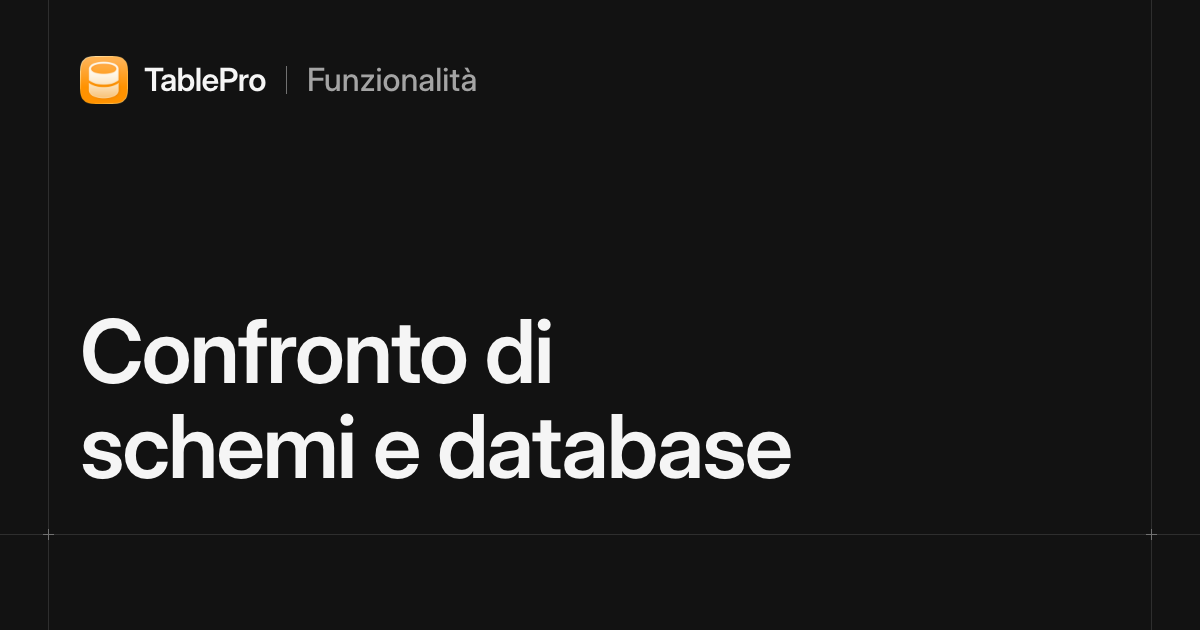 TablePro | Funzionalità
Confronto di
schemi e database